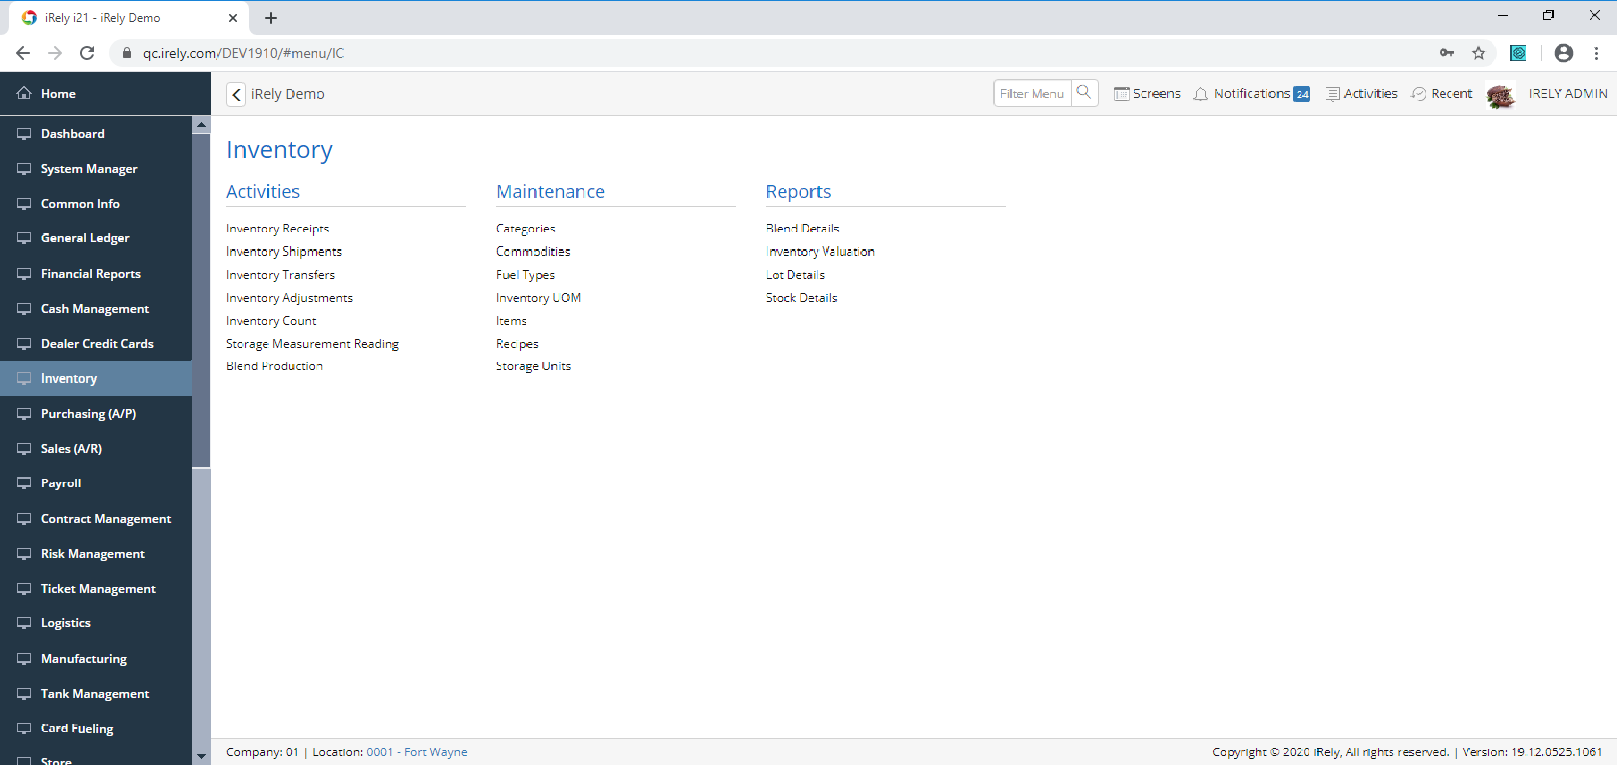 iRely i21 - iRely Demo
qc.irely.com/DEV1910/#menu/IC
Home
iRely Demo
Filter Menu
Screens
Notifications 24
Activities
Recent
IRELY ADMIN
Dashboard
System Manager
Common Info
General Ledger
Financial Reports
Cash Management
Dealer Credit Cards
Inventory
Purchasing (A/P)
Sales (A/R)
Payroll
Contract Management
Risk Management
Ticket Management
Logistics
Manufacturing
Tank Management
Card Fueling
Store
Inventory
Activities
Inventory Receipts
Inventory Shipments
Inventory Transfers
Inventory Adjustments
Inventory Count
Storage Measurement Reading
Blend Production
Maintenance
Categories
Commodities
Fuel Types
Inventory UOM
Items
Recipes
Storage Units
Reports
Blend Details
Inventory Valuation
Lot Details
Stock Details
Company: 01 | Location: 0001 - Fort Wayne
Copyright © 2020 iRely, All rights reserved. | Version: 19.12.0525.1061